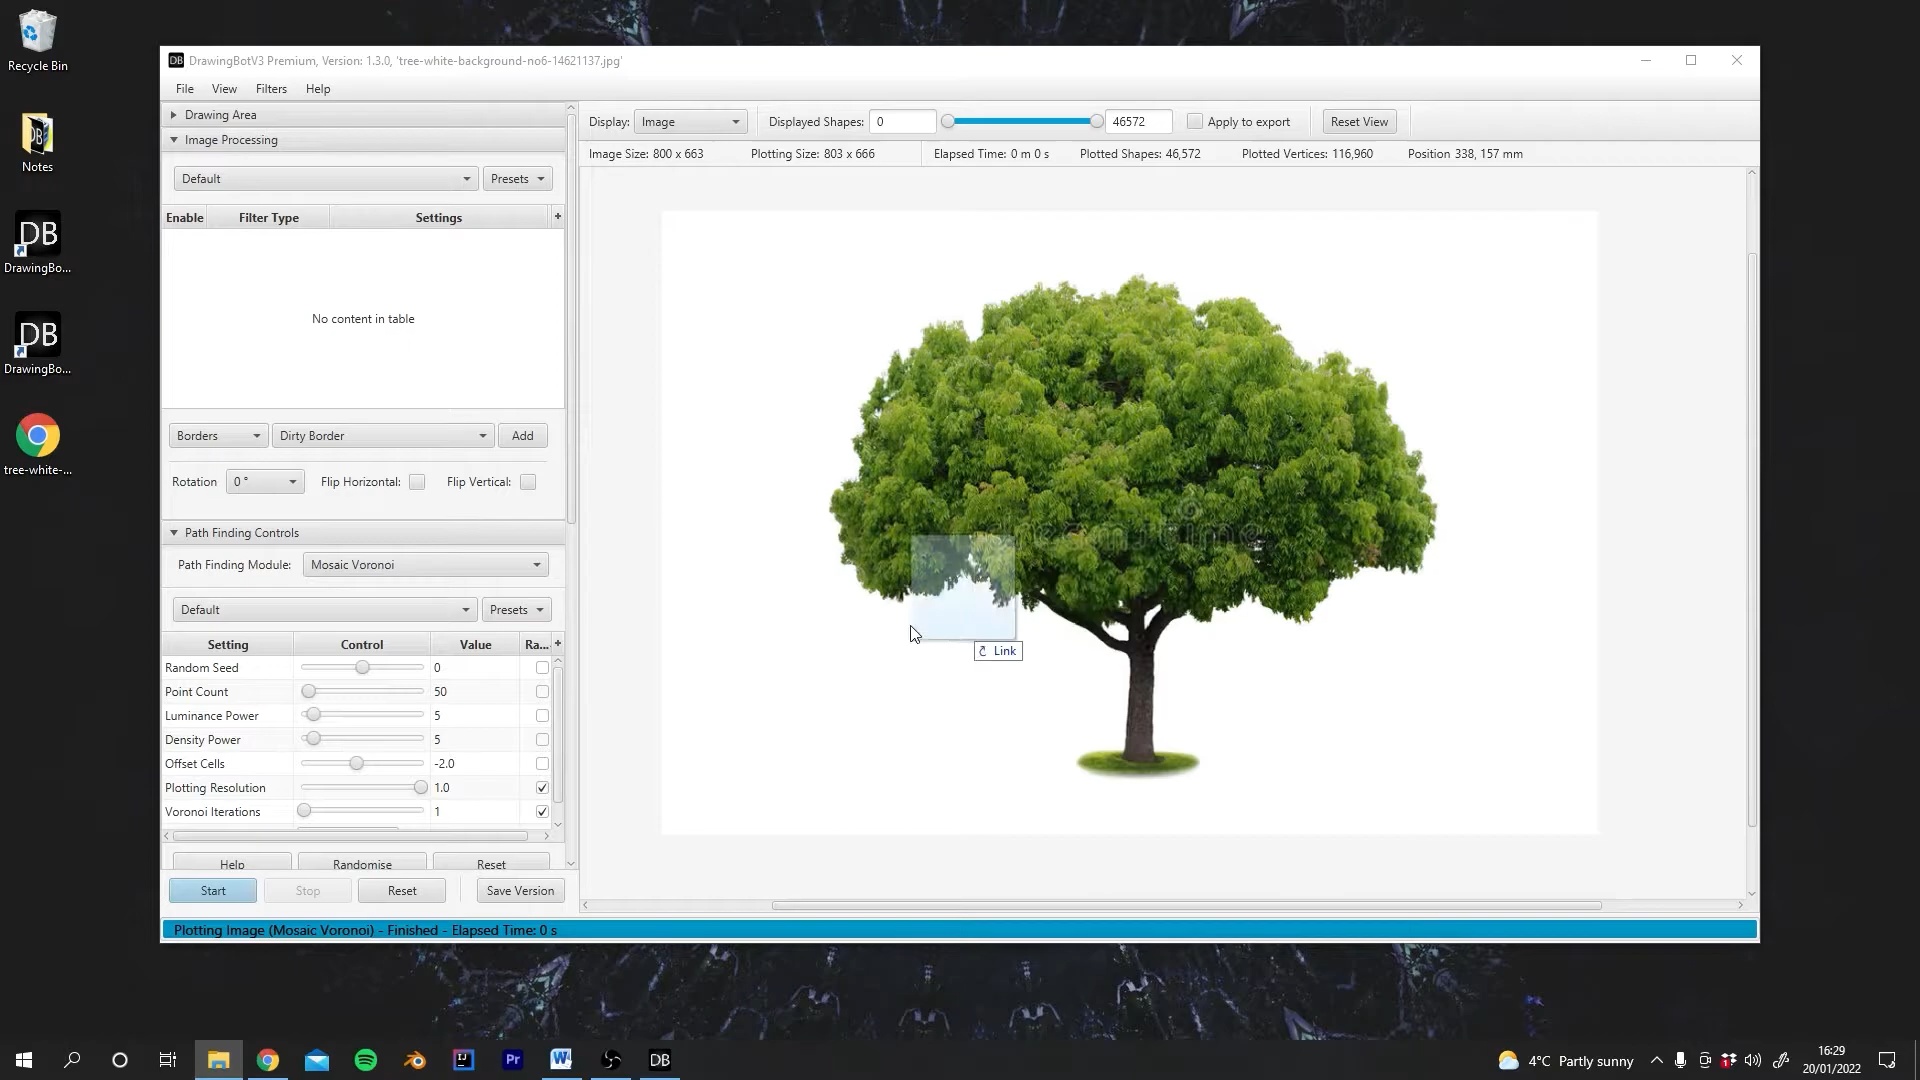 Recycle Bin
Notes
DB
DrawingBo...
DB
DrawingBo...
tree-white-...
DB DrawingBotV3 Premium, Version: 1.3.0, 'tree-white-background-no6-14621137.jpg'
File View Filters Help
Drawing Area
Image Processing
Default Presets
Enable Filter Type Settings +
No content in table
Borders Dirty Border Add
Rotation 0 ° Flip Horizontal: Flip Vertical:
Path Finding Controls
Path Finding Module: Mosaic Voronoi
Default Presets
Setting Control Value Ra... +
Random Seed 0
Point Count 50
Luminance Power 5
Density Power 5
Offset Cells -2.0
Plotting Resolution 1.0
Voronoi Iterations 1
Help Randomise Reset
Start Stop Reset Save Version
Display: Image Displayed Shapes: 0 46572 Apply to export Reset View
Image Size: 800 x 663 Plotting Size: 803 x 666 Elapsed Time: 0 m 0 s Plotted Shapes: 46,572 Plotted Vertices: 116,960 Position 338, 157 mm
dreamstime
Link
Plotting Image (Mosaic Voronoi) - Finished - Elapsed Time: 0 s
IJ Pr W DB
4°C Partly sunny
16:29
20/01/2022